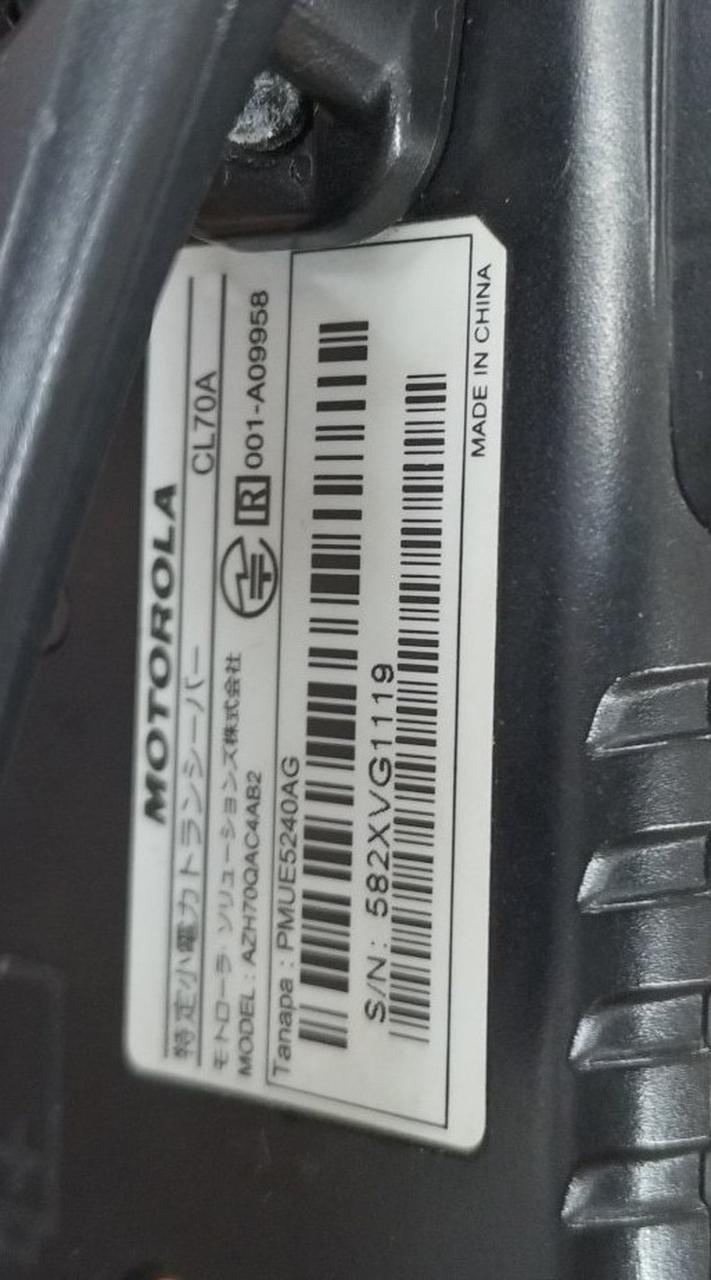 MOTOROLA
特定小電力トランシーバー CL70A
モトローラ ソリューションズ株式会社
MODEL : AZH70QAC4AB2
R 001-A09958
Tanapa : PMUE5240AG
S/N: 582XVG1119
MADE IN CHINA